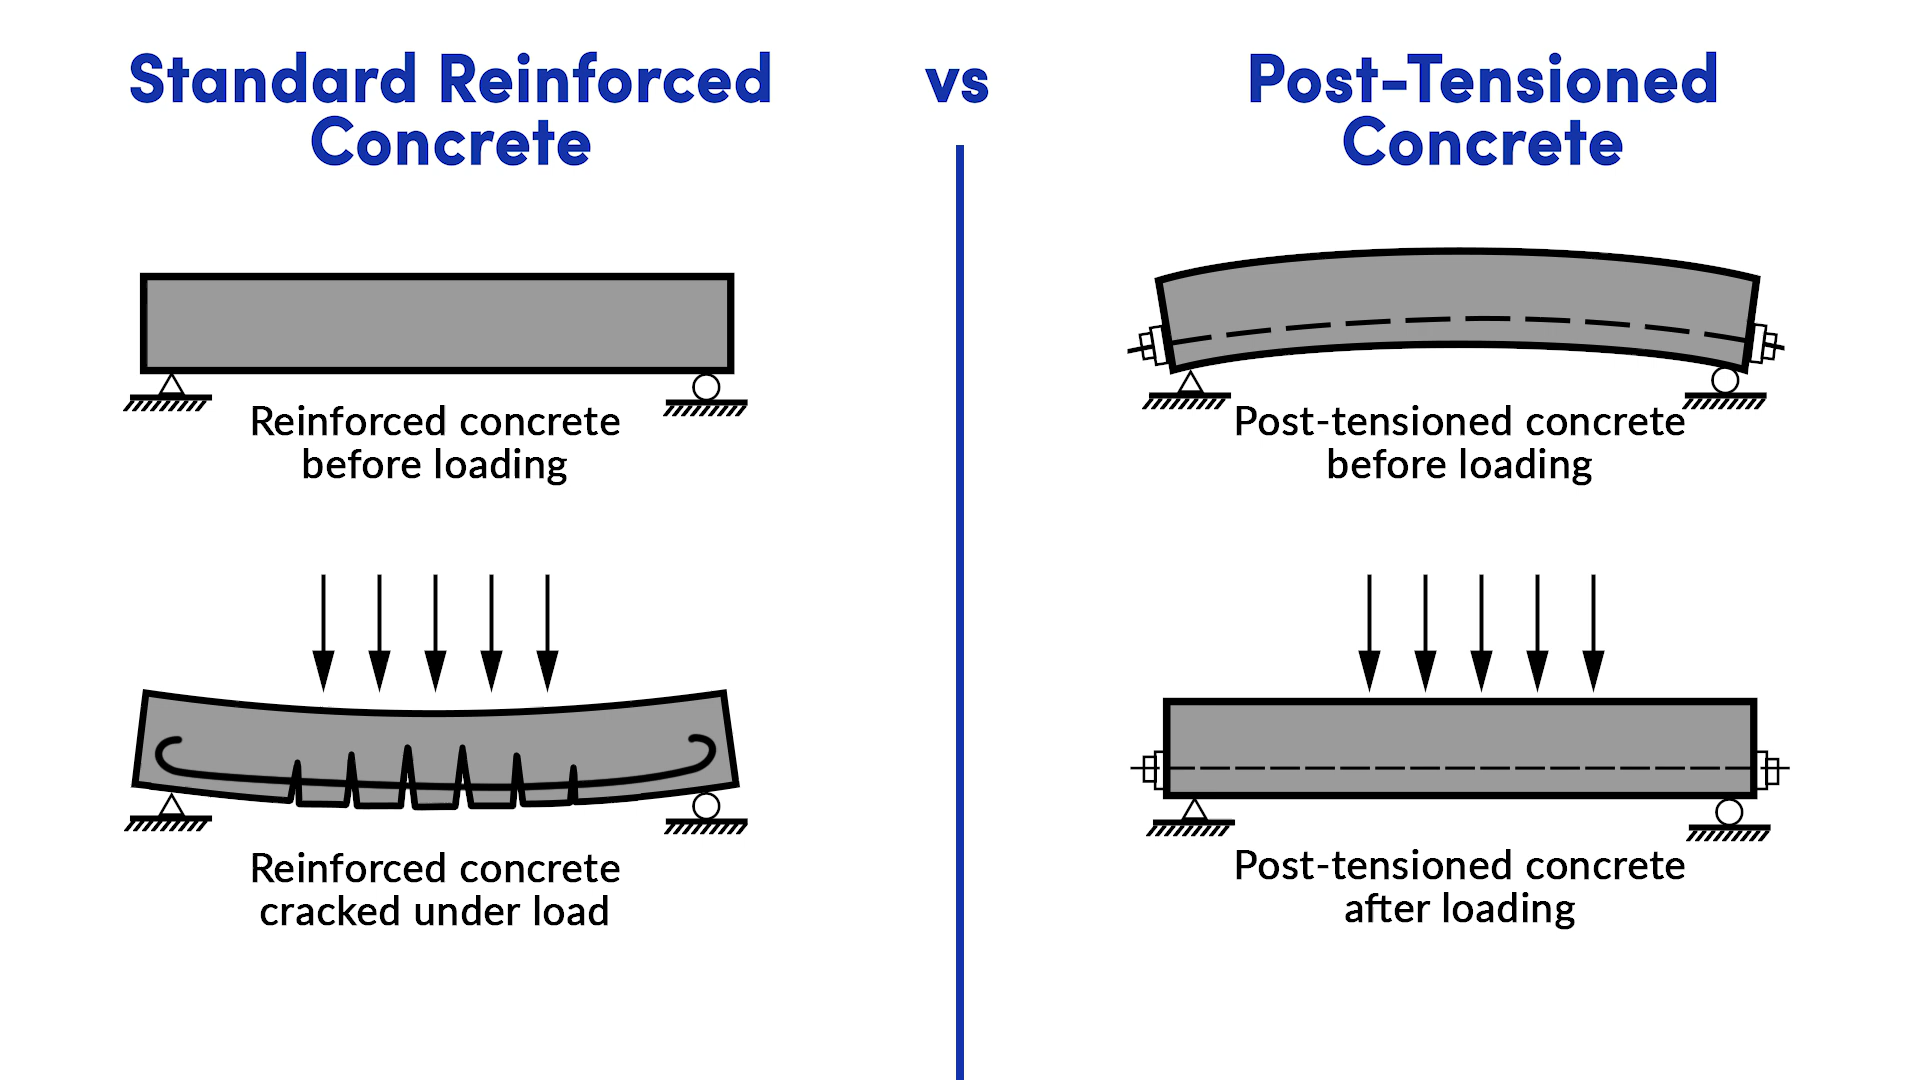 Standard Reinforced
Concrete
vs
Post-Tensioned
Concrete
Reinforced concrete
before loading
Post-tensioned concrete
before loading
Reinforced concrete
cracked under load
Post-tensioned concrete
after loading